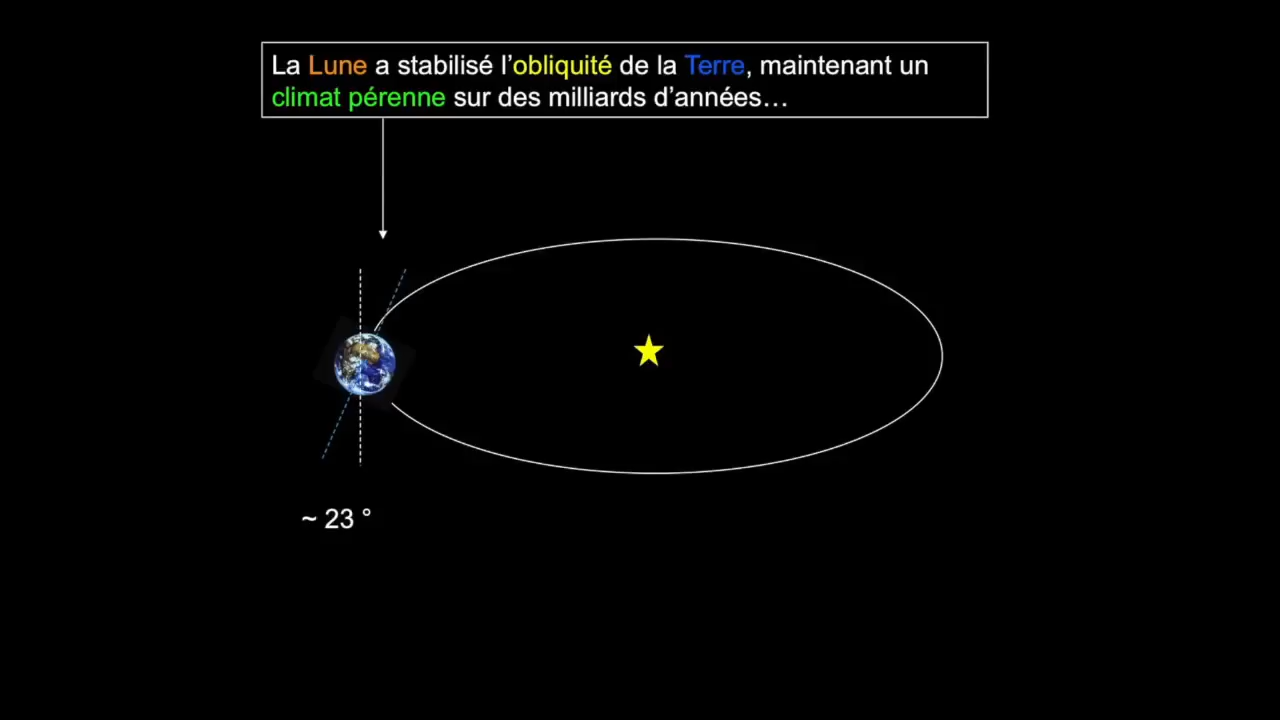 La Lune a stabilisé l’obliquité de la Terre, maintenant un
climat pérenne sur des milliards d’années…
~ 23 °